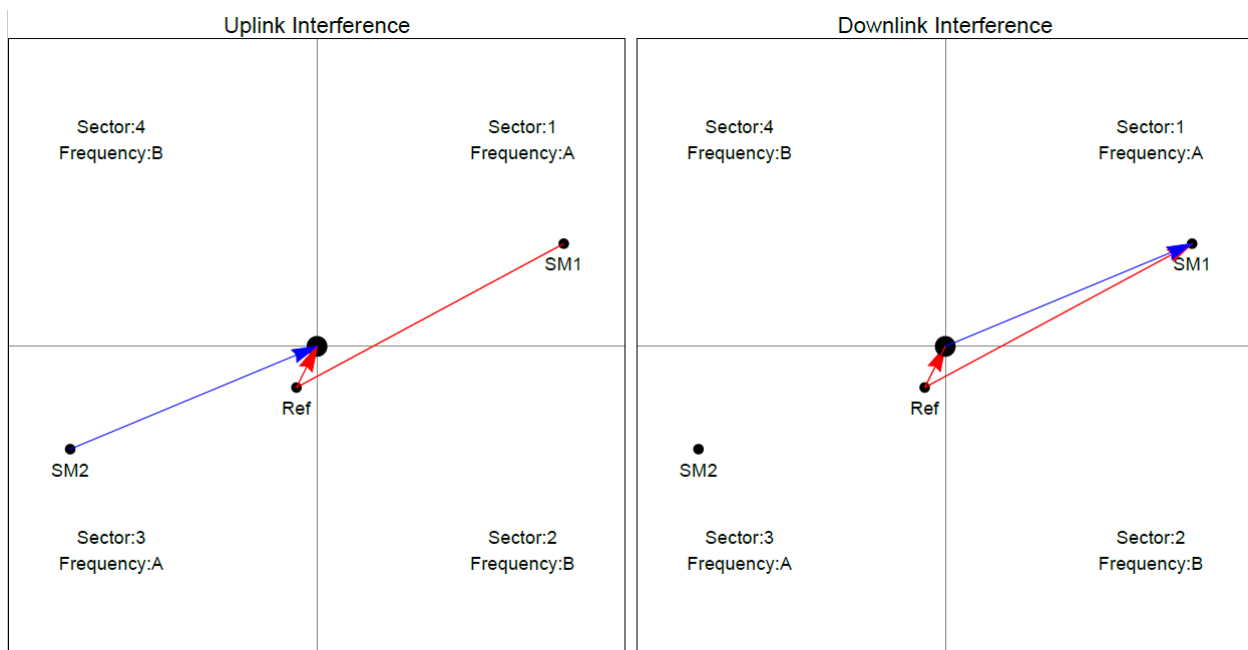 Uplink Interference
Sector:4
Frequency:B
Sector:1
Frequency:A
SM1
Ref
SM2
Sector:3
Frequency:A
Sector:2
Frequency:B
Downlink Interference
Sector:4
Frequency:B
Sector:1
Frequency:A
SM1
Ref
SM2
Sector:3
Frequency:A
Sector:2
Frequency:B